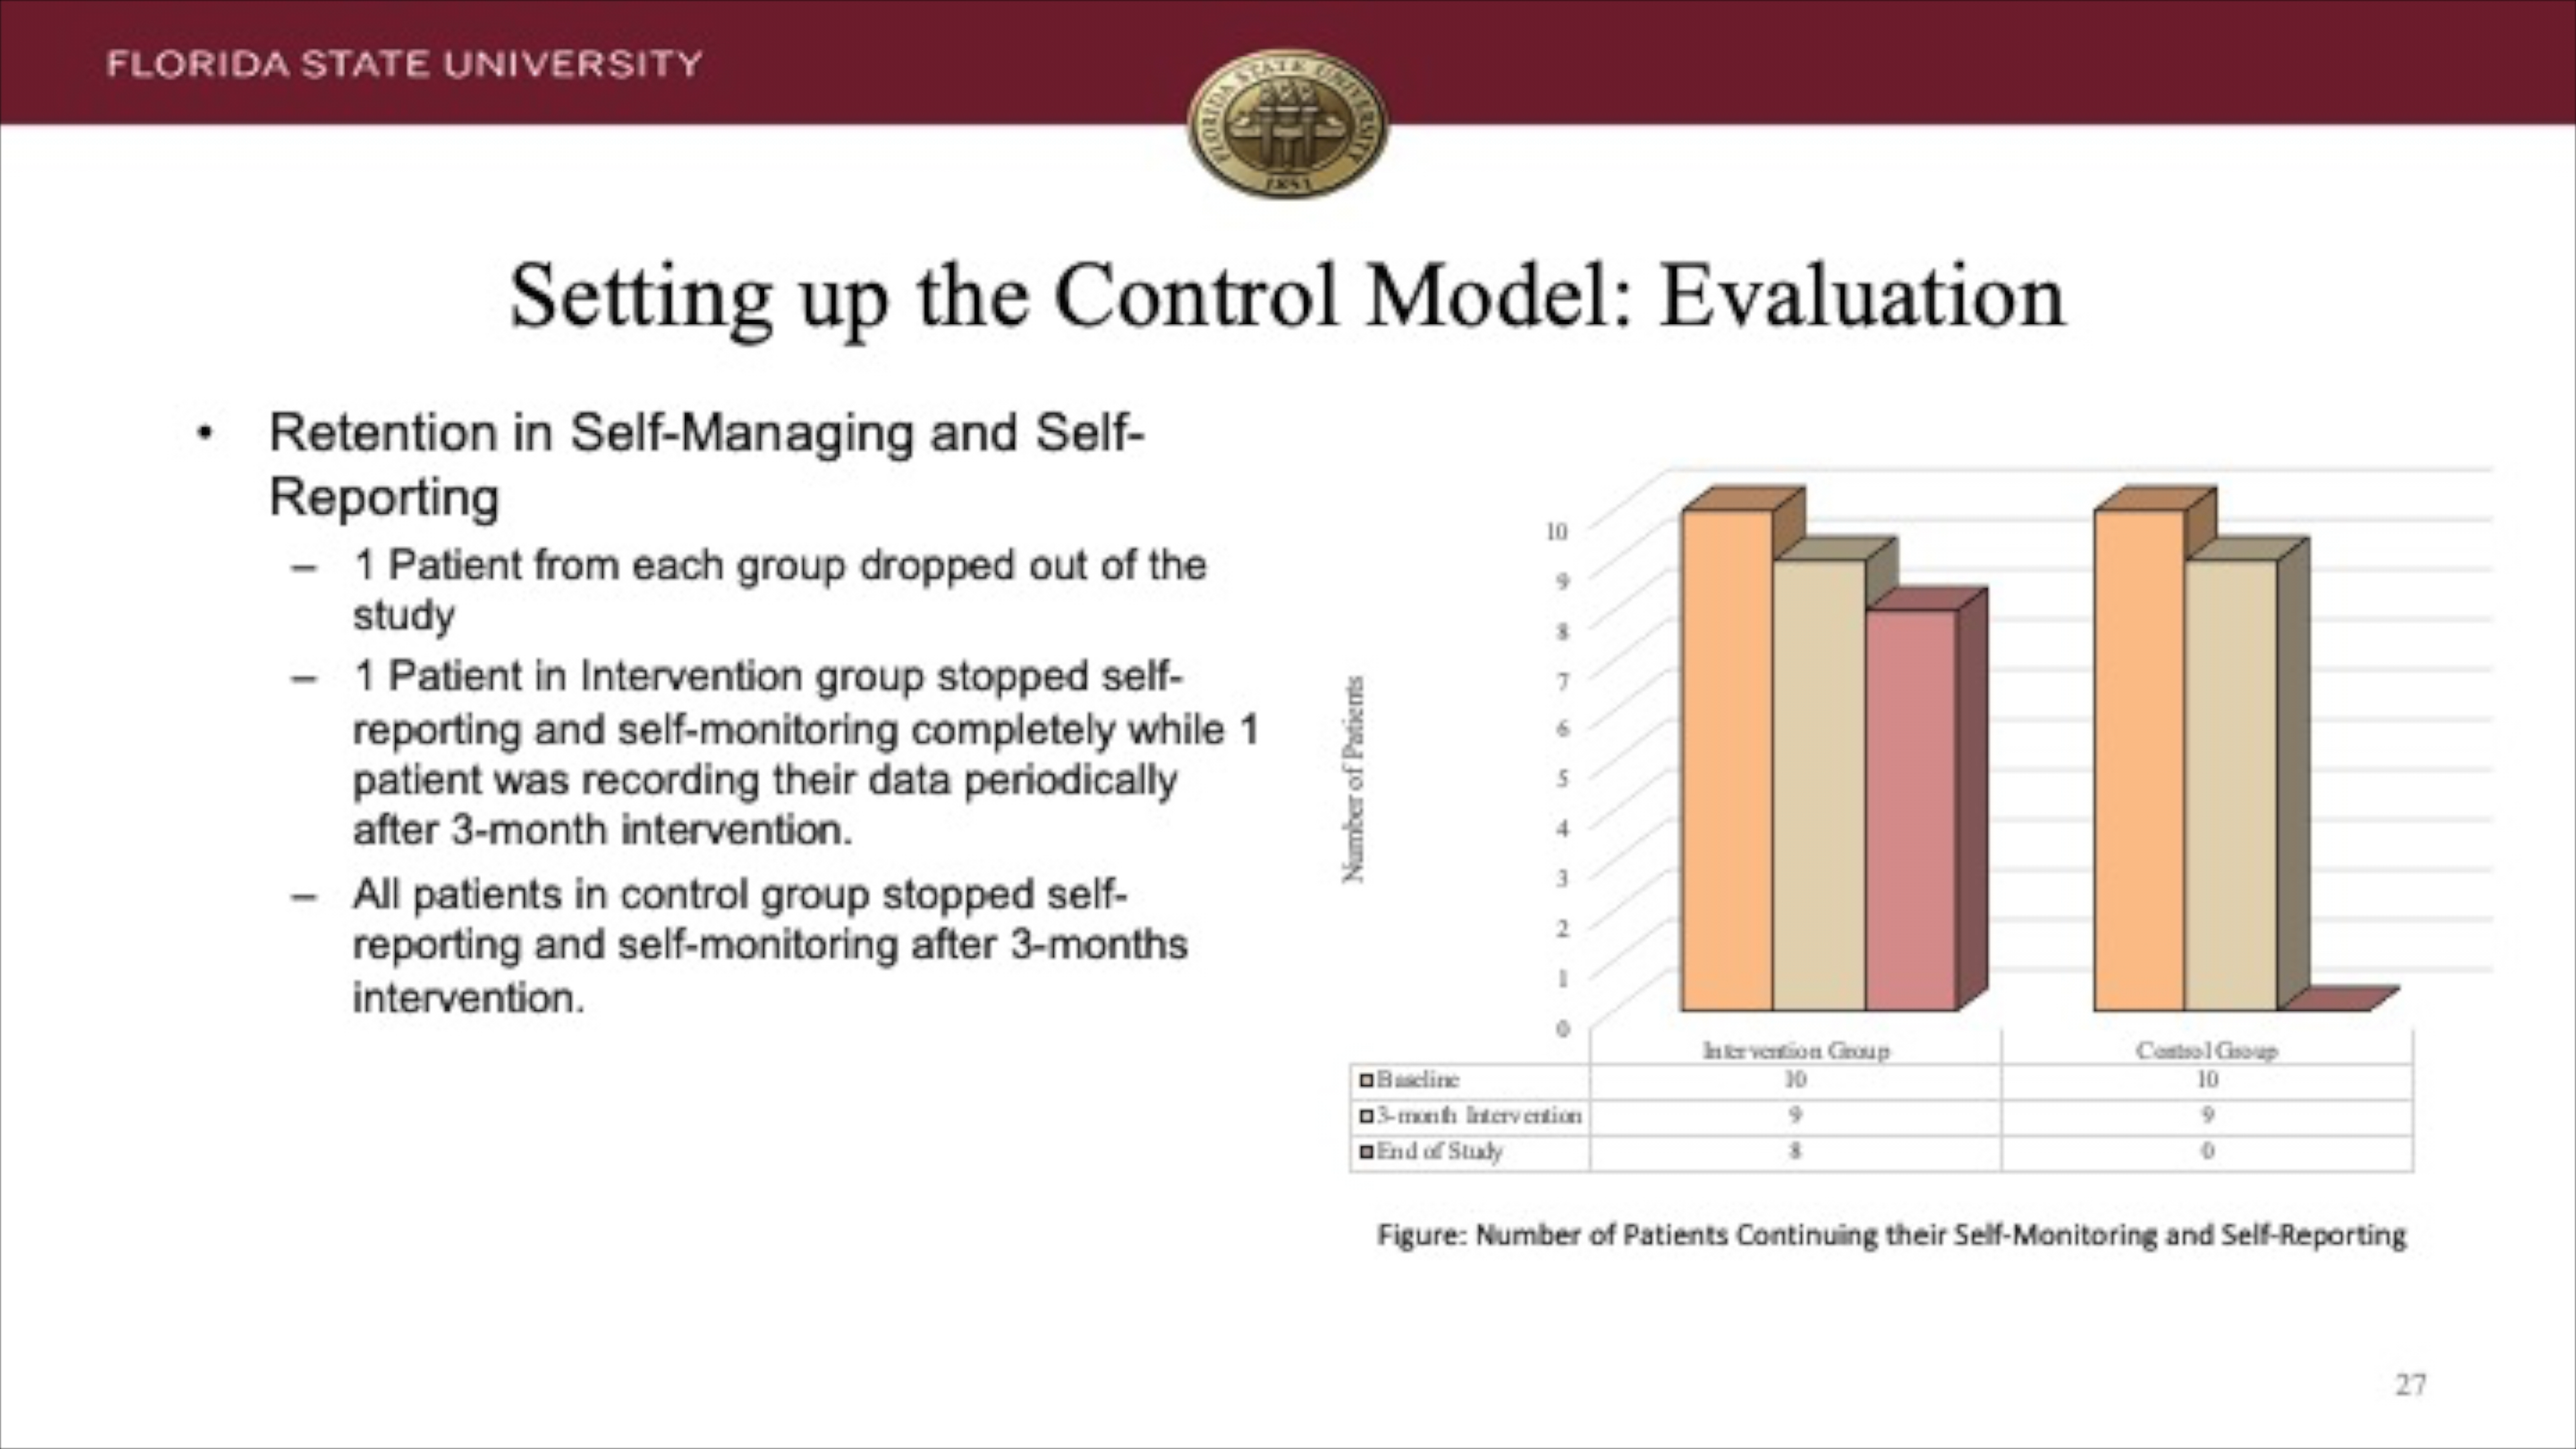 FLORIDA STATE UNIVERSITY
FLORIDA STATE UNIVERSITY
1851
Setting up the Control Model: Evaluation
• Retention in Self-Managing and Self-
Reporting
– 1 Patient from each group dropped out of the
study
– 1 Patient in Intervention group stopped self-
reporting and self-monitoring completely while 1
patient was recording their data periodically
after 3-month intervention.
– All patients in control group stopped self-
reporting and self-monitoring after 3-months
intervention.
Number of Patients
10
9
8
7
6
5
4
3
2
1
0
Intervention Group Control Group
Baseline 10 10
3-month Intervention 9 9
End of Study 8 0
Figure: Number of Patients Continuing their Self-Monitoring and Self-Reporting
27